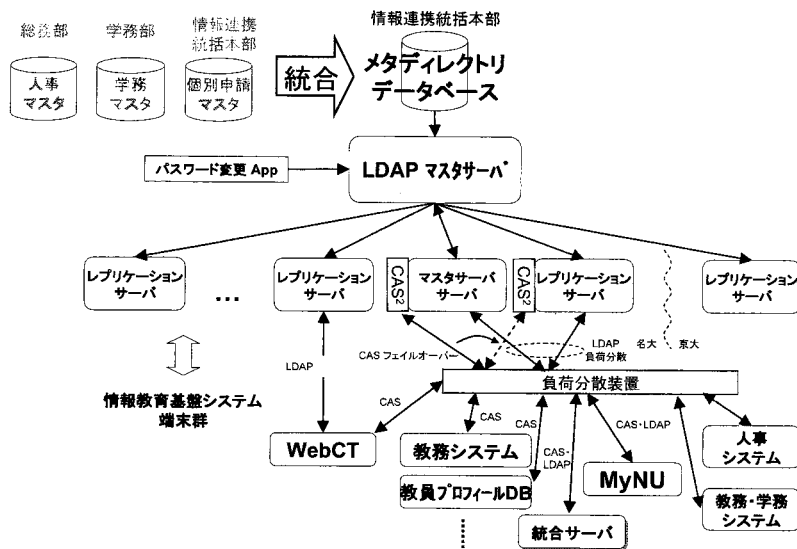 総務部
学務部
情報連携
統括本部
情報連携統括本部
人事
マスタ
学務
マスタ
個別申請
マスタ
統合
メタディレクトリ
データベース
パスワード変更 App
LDAP マスタサーバ
レプリケーション
サーバ
...
レプリケーション
サーバ
CAS²
マスタサーバ
サーバ
CAS²
レプリケーション
サーバ
レプリケーション
サーバ
LDAP
CAS フェイルオーバー
LDAP
負荷分散
名大
京大
情報教育基盤システム
端末群
負荷分散装置
CAS
CAS
CAS
CAS・
LDAP
CAS・LDAP
WebCT
教務システム
教員プロフィールDB
統合サーバ
MyNU
人事
システム
教務・学務
システム